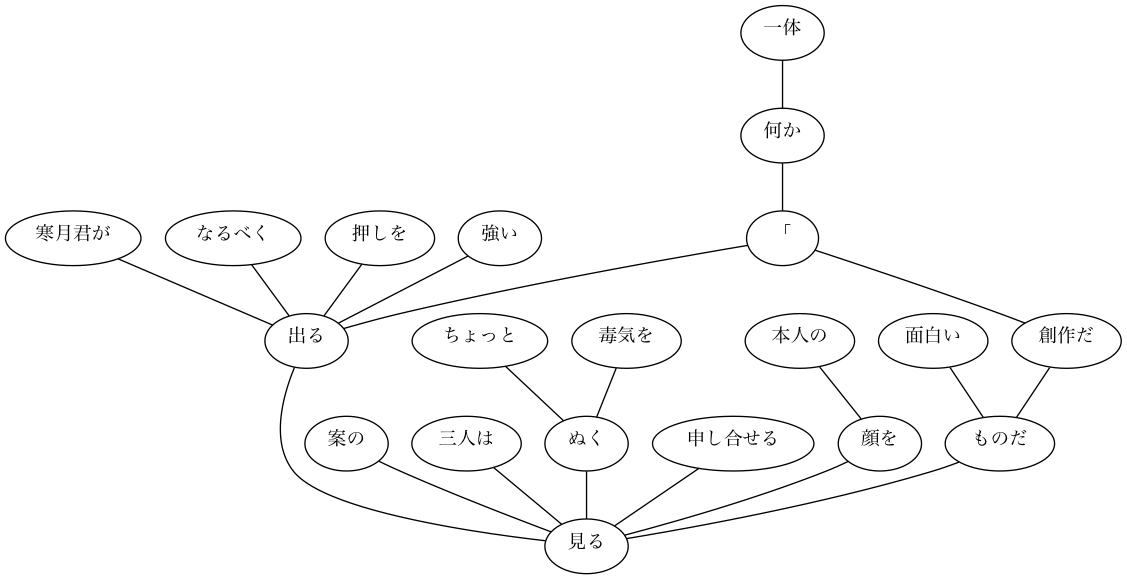 一体
何か
「
寒月君が
なるべく
押しを
強い
出る
ちょっと
毒気を
本人の
面白い
創作だ
案の
三人は
ぬく
申し合せる
顔を
ものだ
見る